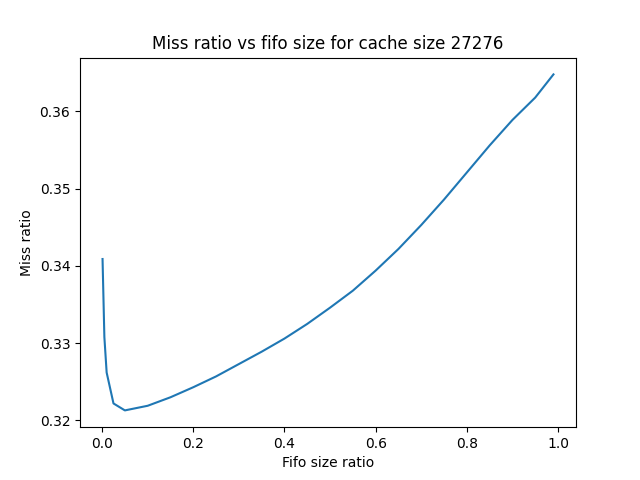 Miss ratio vs fifo size for cache size 27276
0.36
0.35
0.34
0.33
0.32
Miss ratio
0.0 0.2 0.4 0.6 0.8 1.0
Fifo size ratio